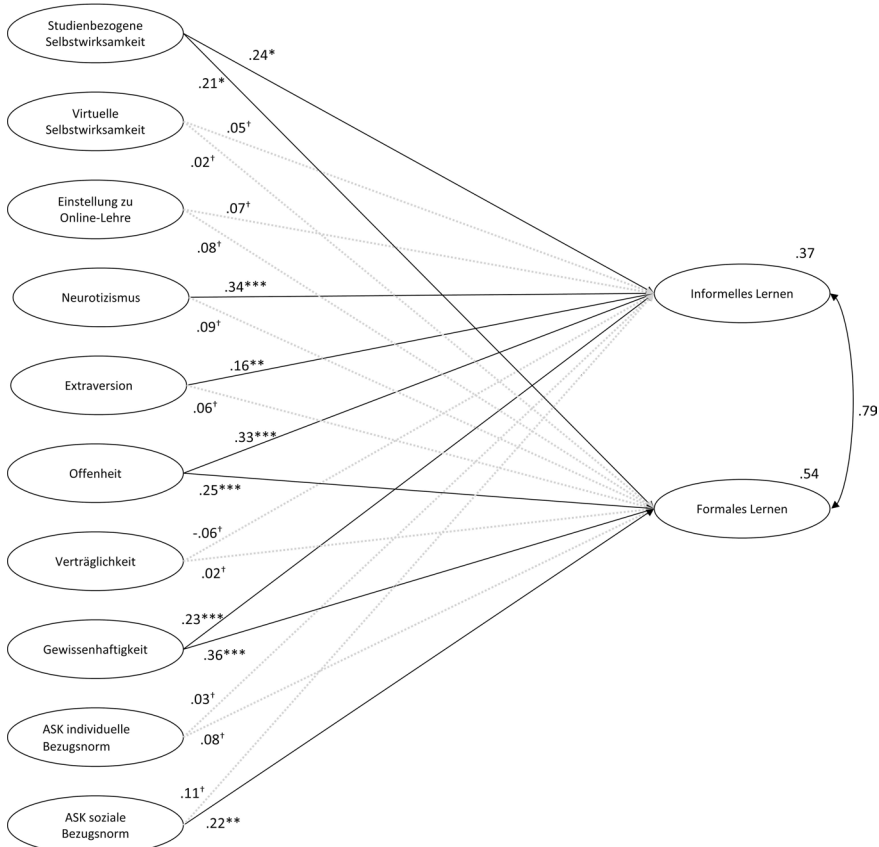 Studienbezogene
Selbstwirksamkeit
.24*
.21*
Virtuelle
Selbstwirksamkeit
.05†
.02†
Einstellung zu
Online-Lehre
.07†
.08†
Neurotizismus
.34***
.09†
Extraversion
.16**
.06†
Offenheit
.33***
.25***
Verträglichkeit
-.06†
.02†
Gewissenhaftigkeit
.23***
.36***
ASK individuelle
Bezugsnorm
.03†
.08†
ASK soziale
Bezugsnorm
.11†
.22**
.37
Informelles Lernen
.79
.54
Formales Lernen